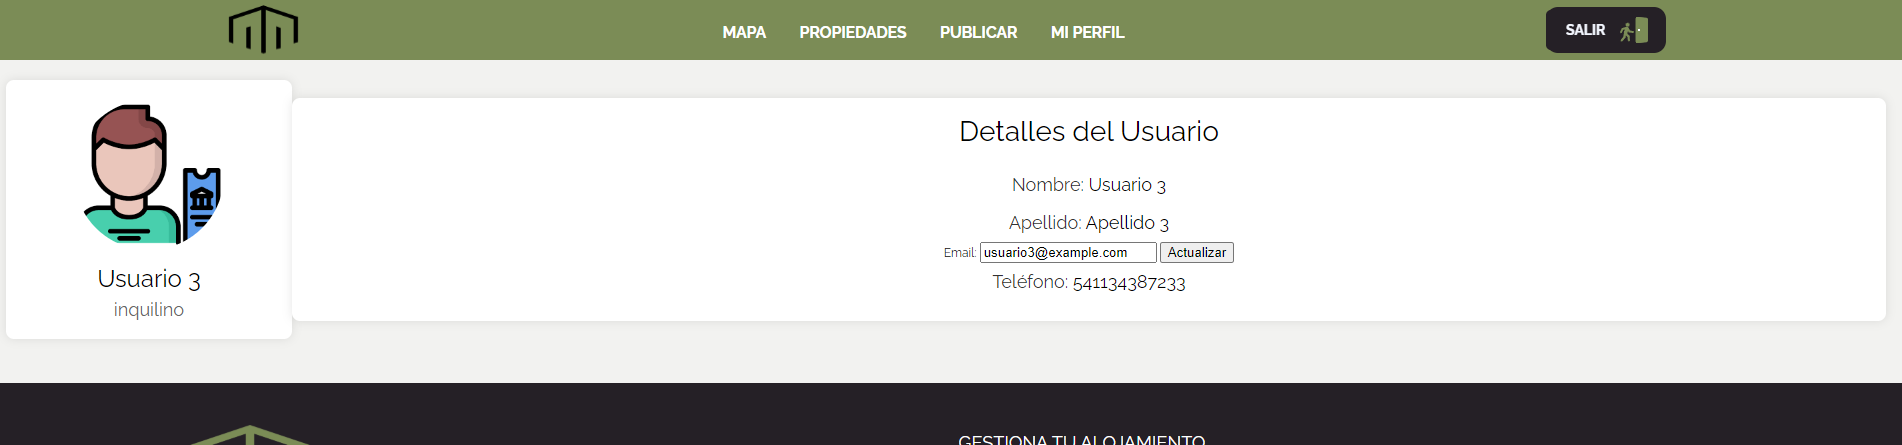 MAPA PROPIEDADES PUBLICAR MI PERFIL SALIR
Usuario 3
inquilino
Detalles del Usuario
Nombre: Usuario 3
Apellido: Apellido 3
Email: usuario3@example.com Actualizar
Teléfono: 541134387233
GESTIONA TU ALOJAMIENTO